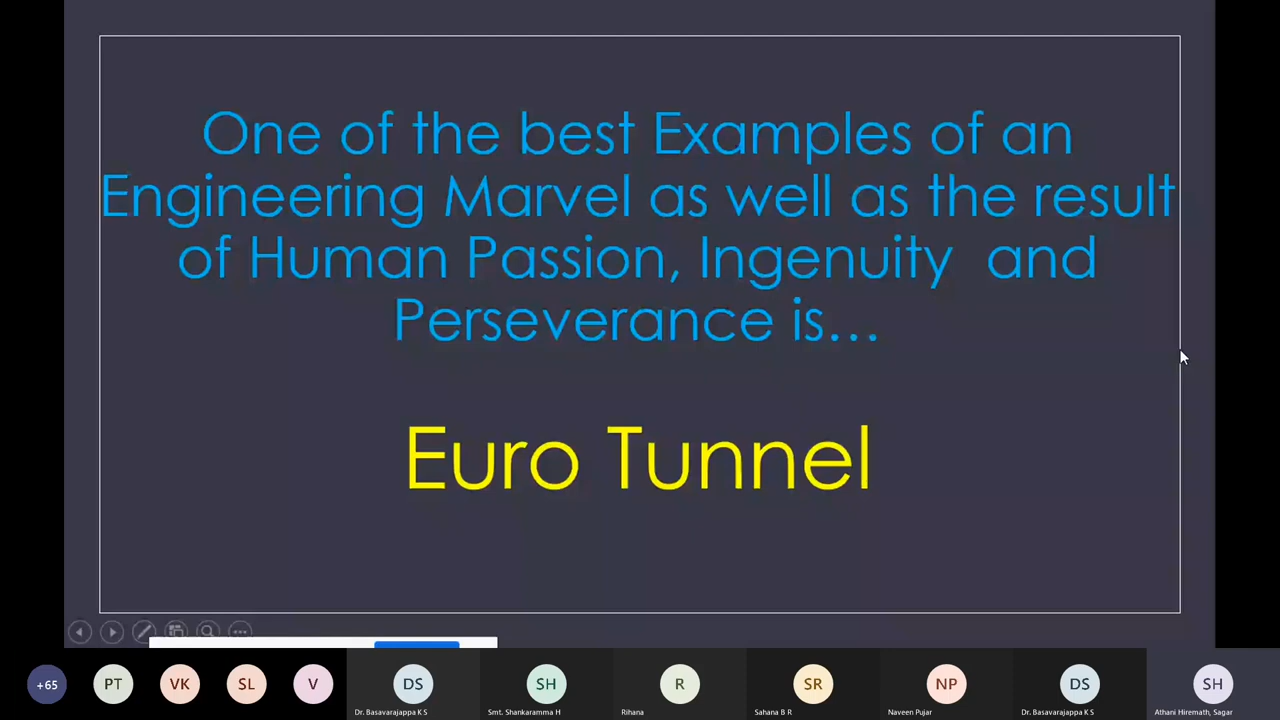 One of the best Examples of an
Engineering Marvel as well as the result
of Human Passion, Ingenuity and
Perseverance is...
Euro Tunnel
+65
PT
VK
SL
V
DS
SH
R
SR
NP
DS
SH
Dr. Basavarajappa K S
Smt. Shankaramma H
Rihana
Sahana B R
Naveen Pujar
Dr. Basavarajappa K S
Athani Hiremath, Sagar